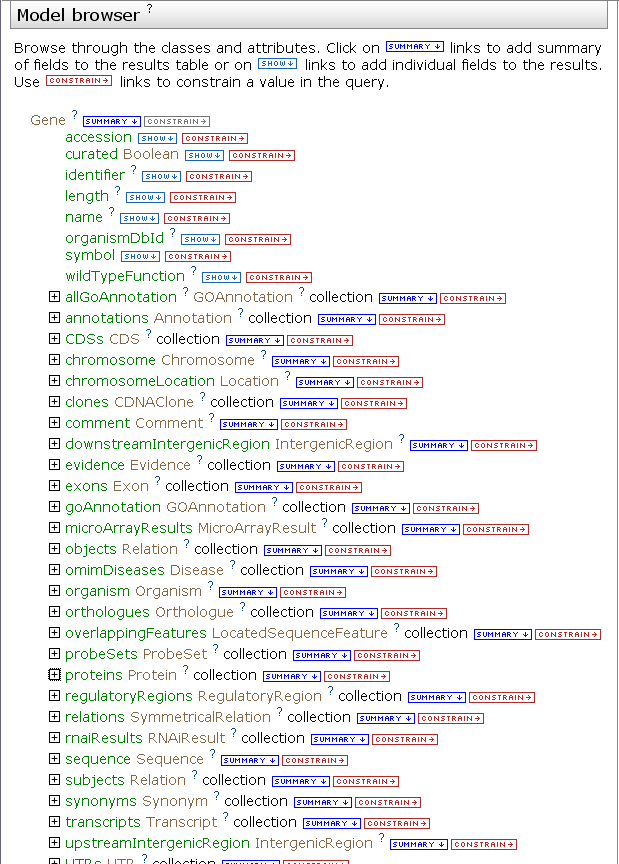 Model browser ?
Browse through the classes and attributes. Click on SUMMARY↓ links to add summary
of fields to the results table or on SHOW↓ links to add individual fields to the results.
Use CONSTRAIN→ links to constrain a value in the query.
Gene ? SUMMARY↓ CONSTRAIN→
accession SHOW↓ CONSTRAIN→
curated Boolean SHOW↓ CONSTRAIN→
identifier ? SHOW↓ CONSTRAIN→
length ? SHOW↓ CONSTRAIN→
name ? SHOW↓ CONSTRAIN→
organismDbId ? SHOW↓ CONSTRAIN→
symbol SHOW↓ CONSTRAIN→
wildTypeFunction ? SHOW↓ CONSTRAIN→
allGoAnnotation ? GOAnnotation ? collection SUMMARY↓ CONSTRAIN→
annotations Annotation ? collection SUMMARY↓ CONSTRAIN→
CDSs CDS ? collection SUMMARY↓ CONSTRAIN→
chromosome Chromosome ? SUMMARY↓ CONSTRAIN→
chromosomeLocation Location ? SUMMARY↓ CONSTRAIN→
clones CDNAClone ? collection SUMMARY↓ CONSTRAIN→
comment Comment ? SUMMARY↓ CONSTRAIN→
downstreamIntergenicRegion IntergenicRegion ? SUMMARY↓ CONSTRAIN→
evidence Evidence ? collection SUMMARY↓ CONSTRAIN→
exons Exon ? collection SUMMARY↓ CONSTRAIN→
goAnnotation GOAnnotation ? collection SUMMARY↓ CONSTRAIN→
microArrayResults MicroArrayResult ? collection SUMMARY↓ CONSTRAIN→
objects Relation ? collection SUMMARY↓ CONSTRAIN→
omimDiseases Disease ? collection SUMMARY↓ CONSTRAIN→
organism Organism ? SUMMARY↓ CONSTRAIN→
orthologues Orthologue ? collection SUMMARY↓ CONSTRAIN→
overlappingFeatures LocatedSequenceFeature ? collection SUMMARY↓ CONSTRAIN→
probeSets ProbeSet ? collection SUMMARY↓ CONSTRAIN→
proteins Protein ? collection SUMMARY↓ CONSTRAIN→
regulatoryRegions RegulatoryRegion ? collection SUMMARY↓ CONSTRAIN→
relations SymmetricalRelation ? collection SUMMARY↓ CONSTRAIN→
rnaiResults RNAiResult ? collection SUMMARY↓ CONSTRAIN→
sequence Sequence ? SUMMARY↓ CONSTRAIN→
subjects Relation ? collection SUMMARY↓ CONSTRAIN→
synonyms Synonym ? collection SUMMARY↓ CONSTRAIN→
transcripts Transcript ? collection SUMMARY↓ CONSTRAIN→
upstreamIntergenicRegion IntergenicRegion ? SUMMARY↓ CONSTRAIN→
UTRs UTR ? collection